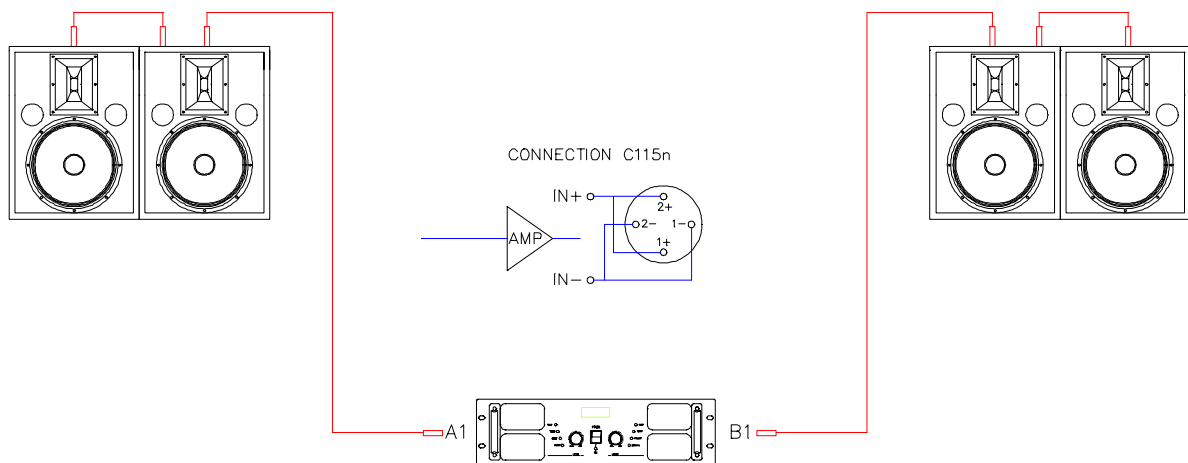 CONNECTION C115n
IN+
2+
2-
1-
AMP
1+
IN-
A1
B1